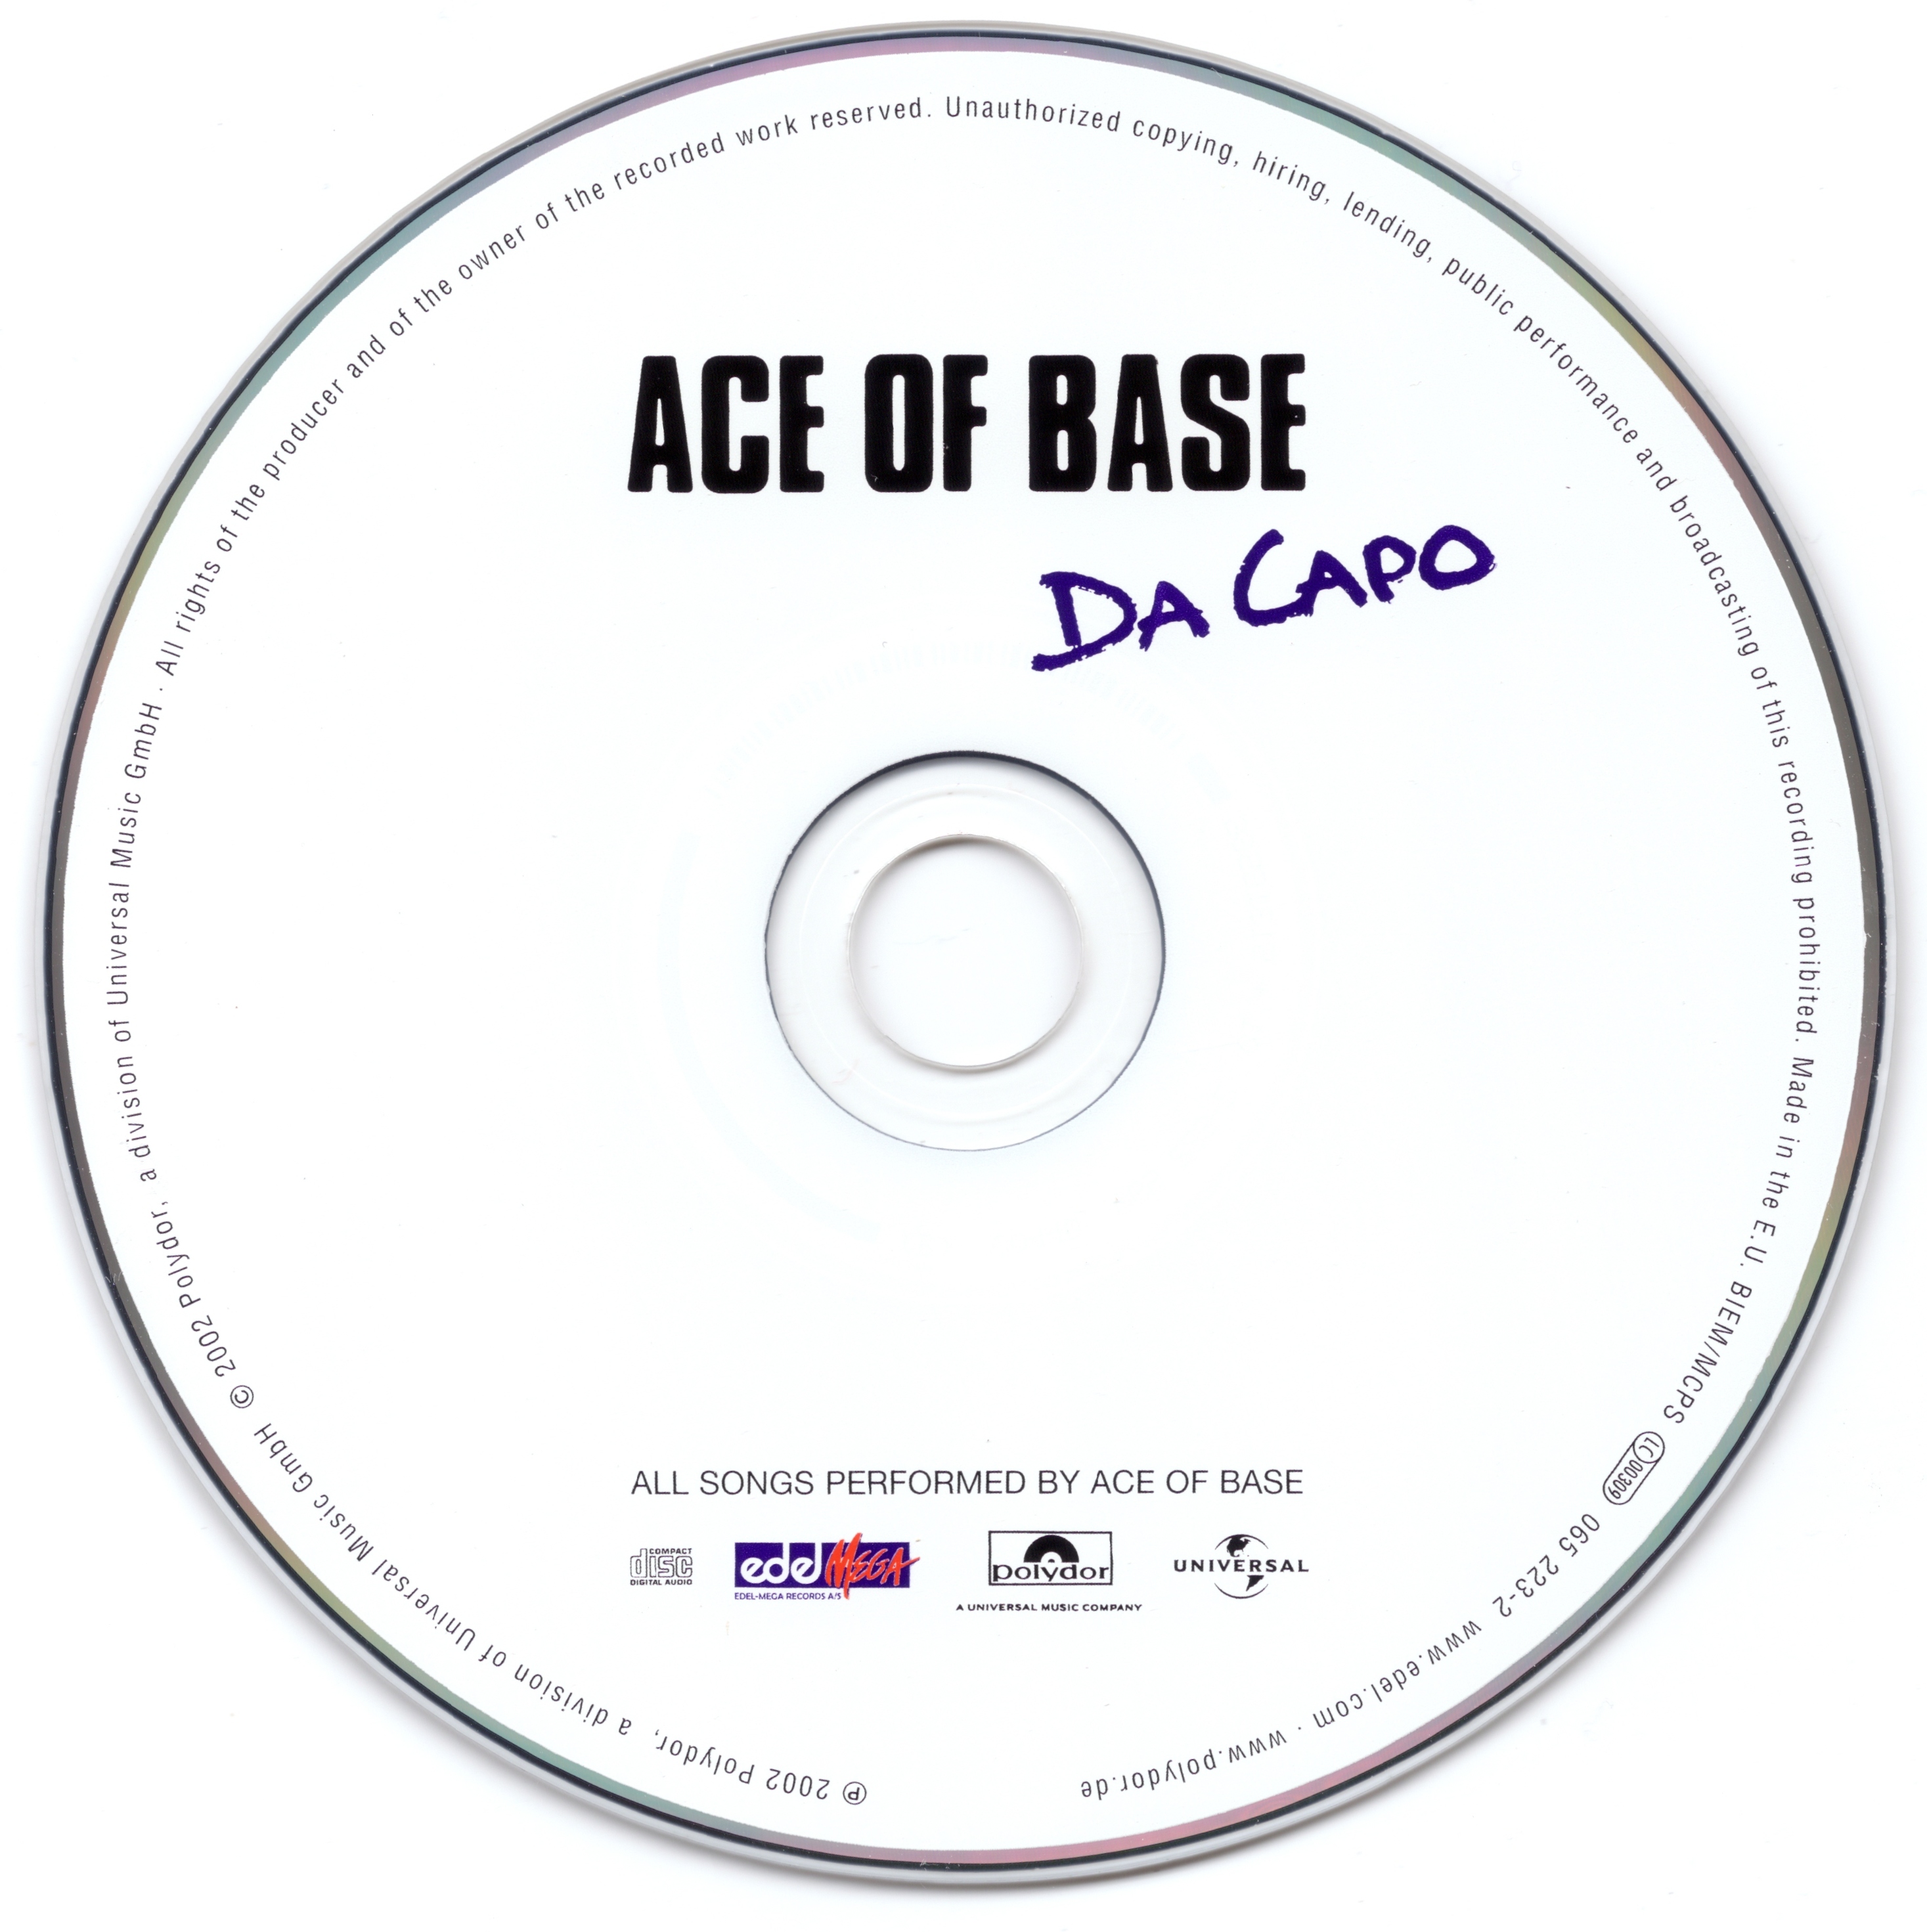 ACE OF BASE
DA CAPO
ALL SONGS PERFORMED BY ACE OF BASE
COMPACT
disc
DIGITAL AUDIO
edel MEGA
EDEL-MEGA RECORDS A/S
polydor
A UNIVERSAL MUSIC COMPANY
UNIVERSAL
℗ 2002 Polydor, a division of Universal Music GmbH © 2002 Polydor, a division of Universal Music GmbH · All rights of the producer and of the owner of the recorded work reserved. Unauthorized copying, hiring, lending, public performance and broadcasting of this recording prohibited. Made in the E.U. BIEM/MCPS LC 00309 065 223-2 www.edel.com · www.polydor.de